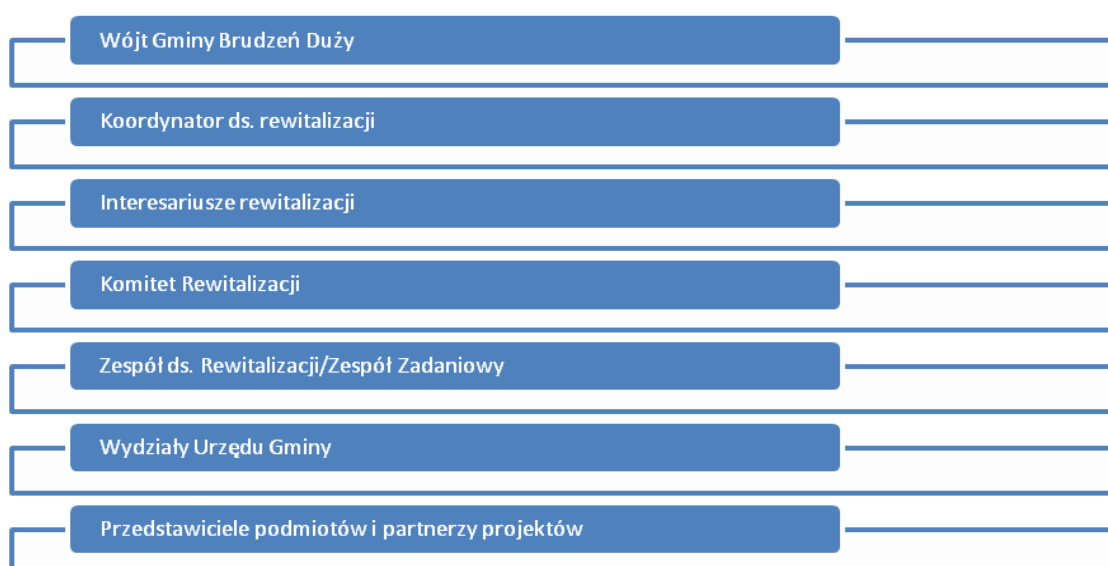 Wójt Gminy Brudzeń Duży
Koordynator ds. rewitalizacji
Interesariusze rewitalizacji
Komitet Rewitalizacji
Zespół ds. Rewitalizacji/Zespół Zadaniowy
Wydziały Urzędu Gminy
Przedstawiciele podmiotów i partnerzy projektów